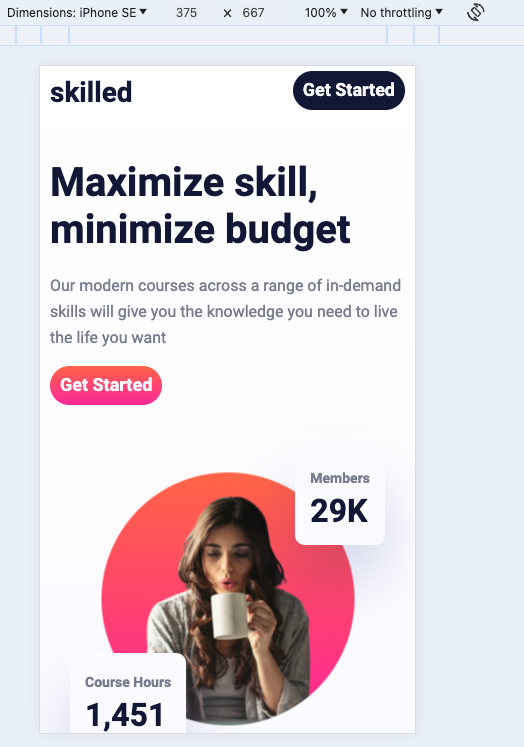 Dimensions: iPhone SE ▼ 375 × 667 100% ▼ No throttling ▼
skilled
Get Started
Maximize skill,
minimize budget
Our modern courses across a range of in-demand
skills will give you the knowledge you need to live
the life you want
Get Started
Members
29K
Course Hours
1,451